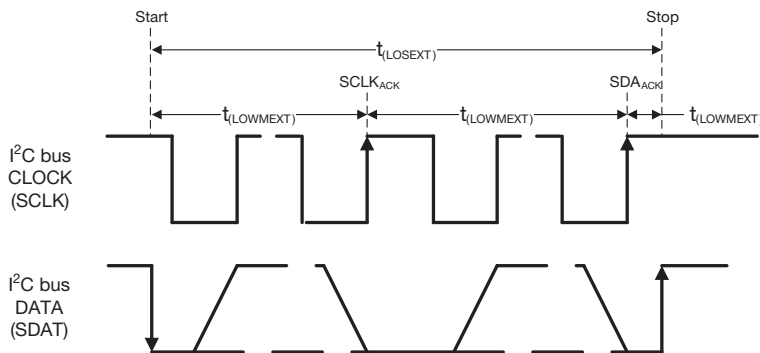 Start
Stop
t(LOSEXT)
SCLKACK
SDAACK
t(LOWMEXT)
t(LOWMEXT)
t(LOWMEXT)
I²C bus
CLOCK
(SCLK)
I²C bus
DATA
(SDAT)